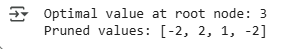 Optimal value at root node: 3
Pruned values: [-2, 2, 1, -2]